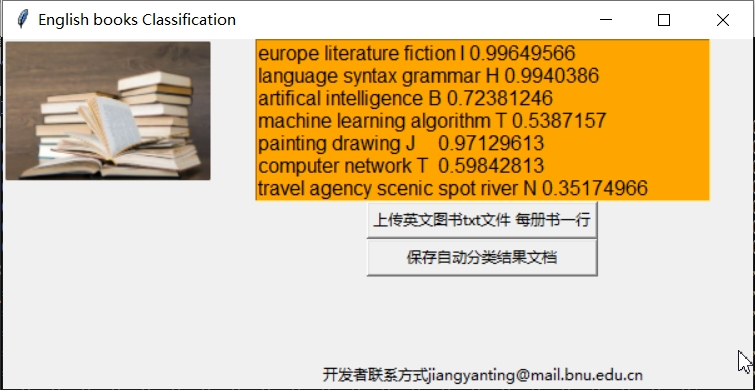 English books Classification
europe literature fiction I 0.99649566
language syntax grammar H 0.9940386
artifical intelligence B 0.72381246
machine learning algorithm T 0.5387157
painting drawing J 0.97129613
computer network T 0.59842813
travel agency scenic spot river N 0.35174966
上传英文图书txt文件 每册书一行
保存自动分类结果文档
开发者联系方式jiangyanting@mail.bnu.edu.cn